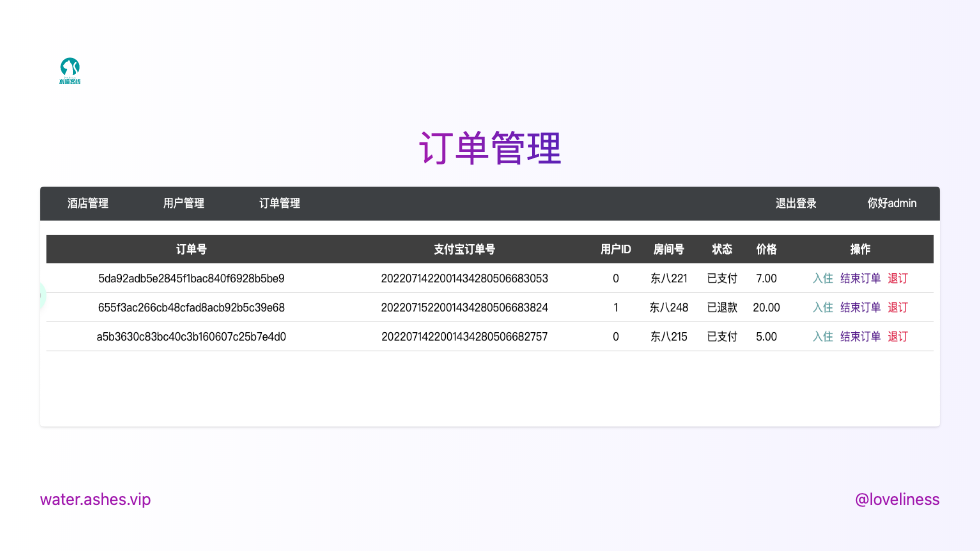 订单管理
酒店管理 用户管理 订单管理 退出登录 你好admin
订单号 支付宝订单号 用户ID 房间号 状态 价格 操作
5da92adb5e2845f1bac840f6928b5be9 2022071422001434280506683053 0 东八221 已支付 7.00 入住 结束订单 退订
655f3ac266cb48cfad8acb92b5c39e68 2022071522001434280506683824 1 东八248 已退款 20.00 入住 结束订单 退订
a5b3630c83bc40c3b160607c25b7e4d0 2022071422001434280506682757 0 东八215 已支付 5.00 入住 结束订单 退订
water.ashes.vip @loveliness